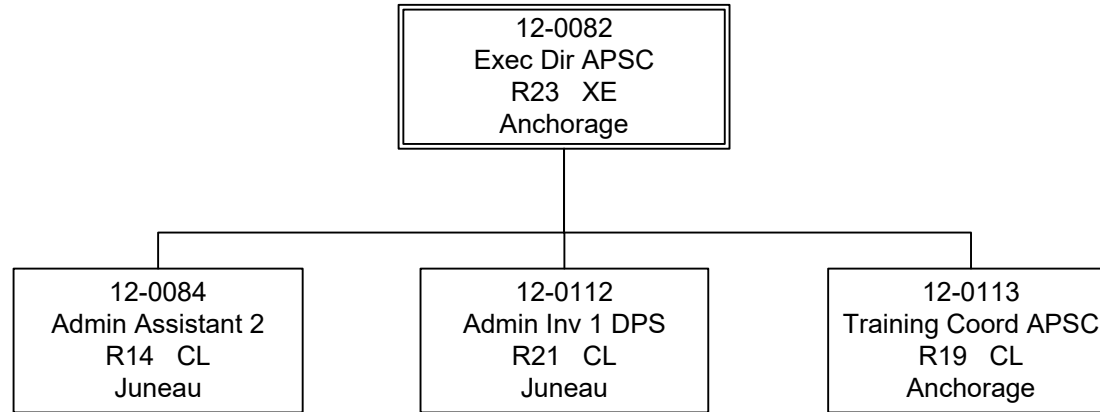 12-0082
Exec Dir APSC
R23 XE
Anchorage
12-0084
Admin Assistant 2
R14 CL
Juneau
12-0112
Admin Inv 1 DPS
R21 CL
Juneau
12-0113
Training Coord APSC
R19 CL
Anchorage